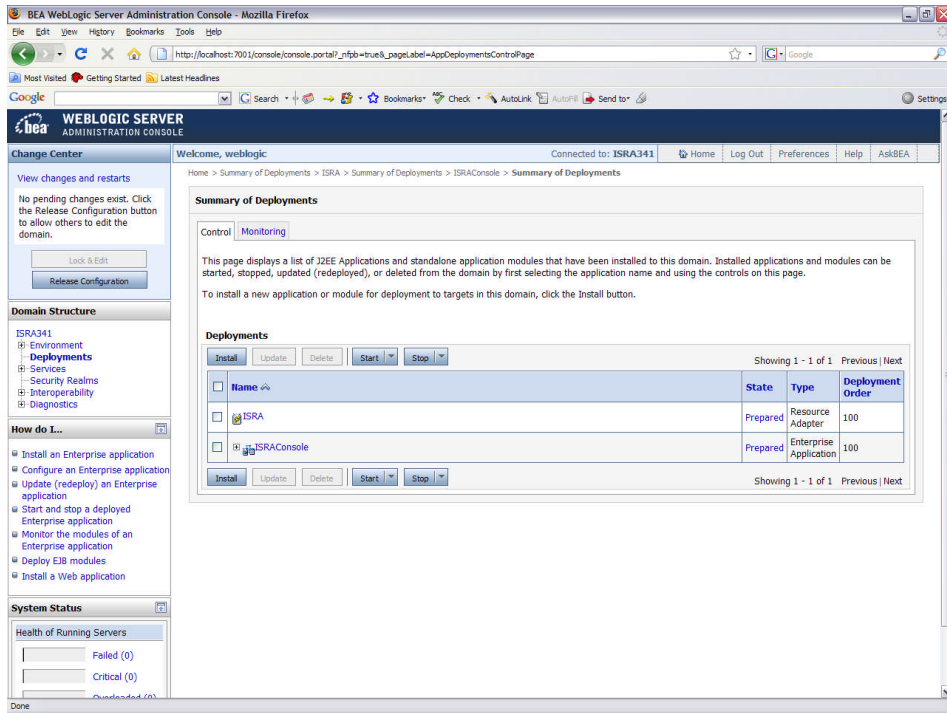 BEA WebLogic Server Administration Console - Mozilla Firefox
File Edit View History Bookmarks Tools Help
http://localhost:7001/console/console.portal?_nfpb=true&_pageLabel=AppDeploymentsControlPage
G Google
Most Visited Getting Started Latest Headlines
Google Search Bookmarks Check AutoLink AutoFill Send to Settings
bea WEBLOGIC SERVER
ADMINISTRATION CONSOLE
Change Center
View changes and restarts
No pending changes exist. Click
the Release Configuration button
to allow others to edit the
domain.
Lock & Edit
Release Configuration
Domain Structure
ISRA341
Environment
Deployments
Services
Security Realms
Interoperability
Diagnostics
How do I...
Install an Enterprise application
Configure an Enterprise application
Update (redeploy) an Enterprise
application
Start and stop a deployed
Enterprise application
Monitor the modules of an
Enterprise application
Deploy EJB modules
Install a Web application
System Status
Health of Running Servers
Failed (0)
Critical (0)
Overloaded (0)
Welcome, weblogic Connected to: ISRA341 Home Log Out Preferences Help AskBEA
Home > Summary of Deployments > ISRA > Summary of Deployments > ISRAConsole > Summary of Deployments
Summary of Deployments
Control Monitoring
This page displays a list of J2EE Applications and standalone application modules that have been installed to this domain. Installed applications and modules can be
started, stopped, updated (redeployed), or deleted from the domain by first selecting the application name and using the controls on this page.
To install a new application or module for deployment to targets in this domain, click the Install button.
Deployments
Install Update Delete Start Stop Showing 1 - 1 of 1 Previous | Next
Name State Type Deployment
Order
ISRA Prepared Resource
Adapter 100
ISRAConsole Prepared Enterprise
Application 100
Install Update Delete Start Stop Showing 1 - 1 of 1 Previous | Next
Done